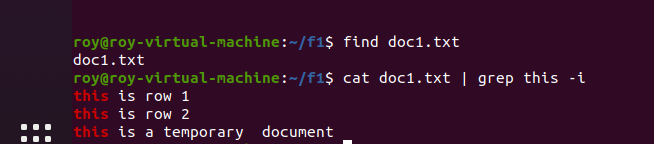 roy@roy-virtual-machine:~/f1$ find doc1.txt
doc1.txt
roy@roy-virtual-machine:~/f1$ cat doc1.txt | grep this -i
this is row 1
this is row 2
this is a temporary  document